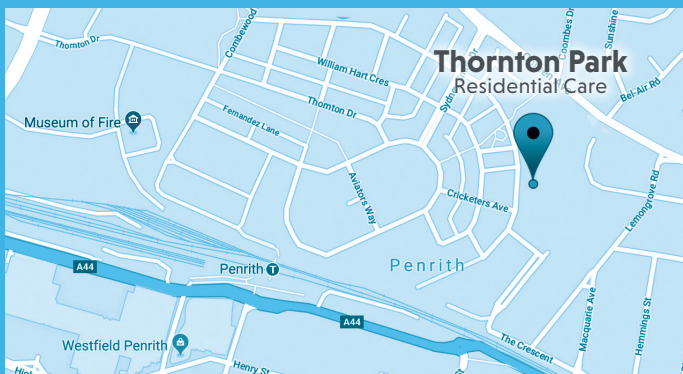 Thornton Park
Residential Care
Thornton Dr
Combewood
William Hart Cres
Coombes Dr
Sunshine
Bel-Air Rd
Thornton Dr
Fernandez Lane
Museum of Fire
Aviators Way
Cricketers Ave
Lemongrove Rd
Penrith
Penrith
T
A44
A44
Macquarie Ave
Hemmings St
The Crescent
Westfield Penrith
Henry St